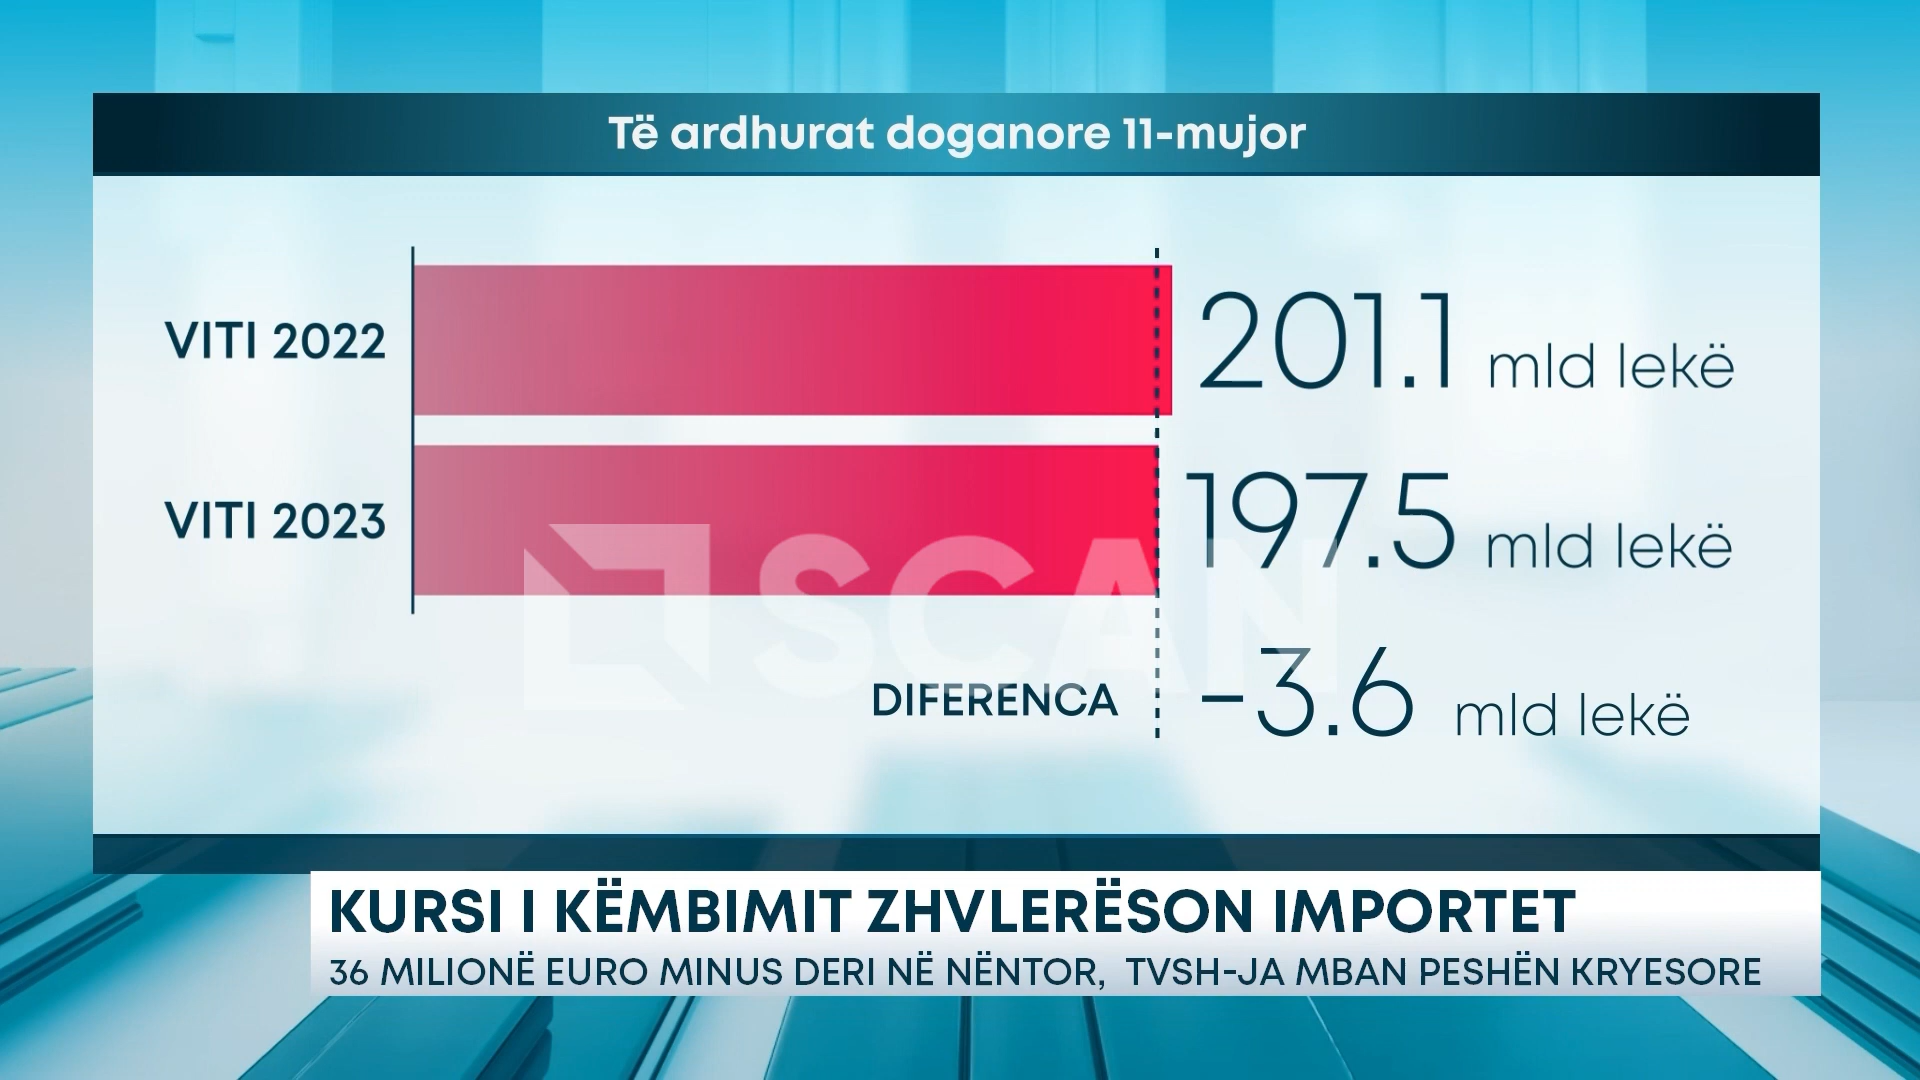 Të ardhurat doganore 11-mujor
VITI 2022
201.1 mld lekë
VITI 2023
197.5 mld lekë
SCAN
DIFERENCA
-3.6 mld lekë
KURSI I KËMBIMIT ZHVLERËSON IMPORTET
36 MILIONË EURO MINUS DERI NË NËNTOR, TVSH-JA MBAN PESHËN KRYESORE